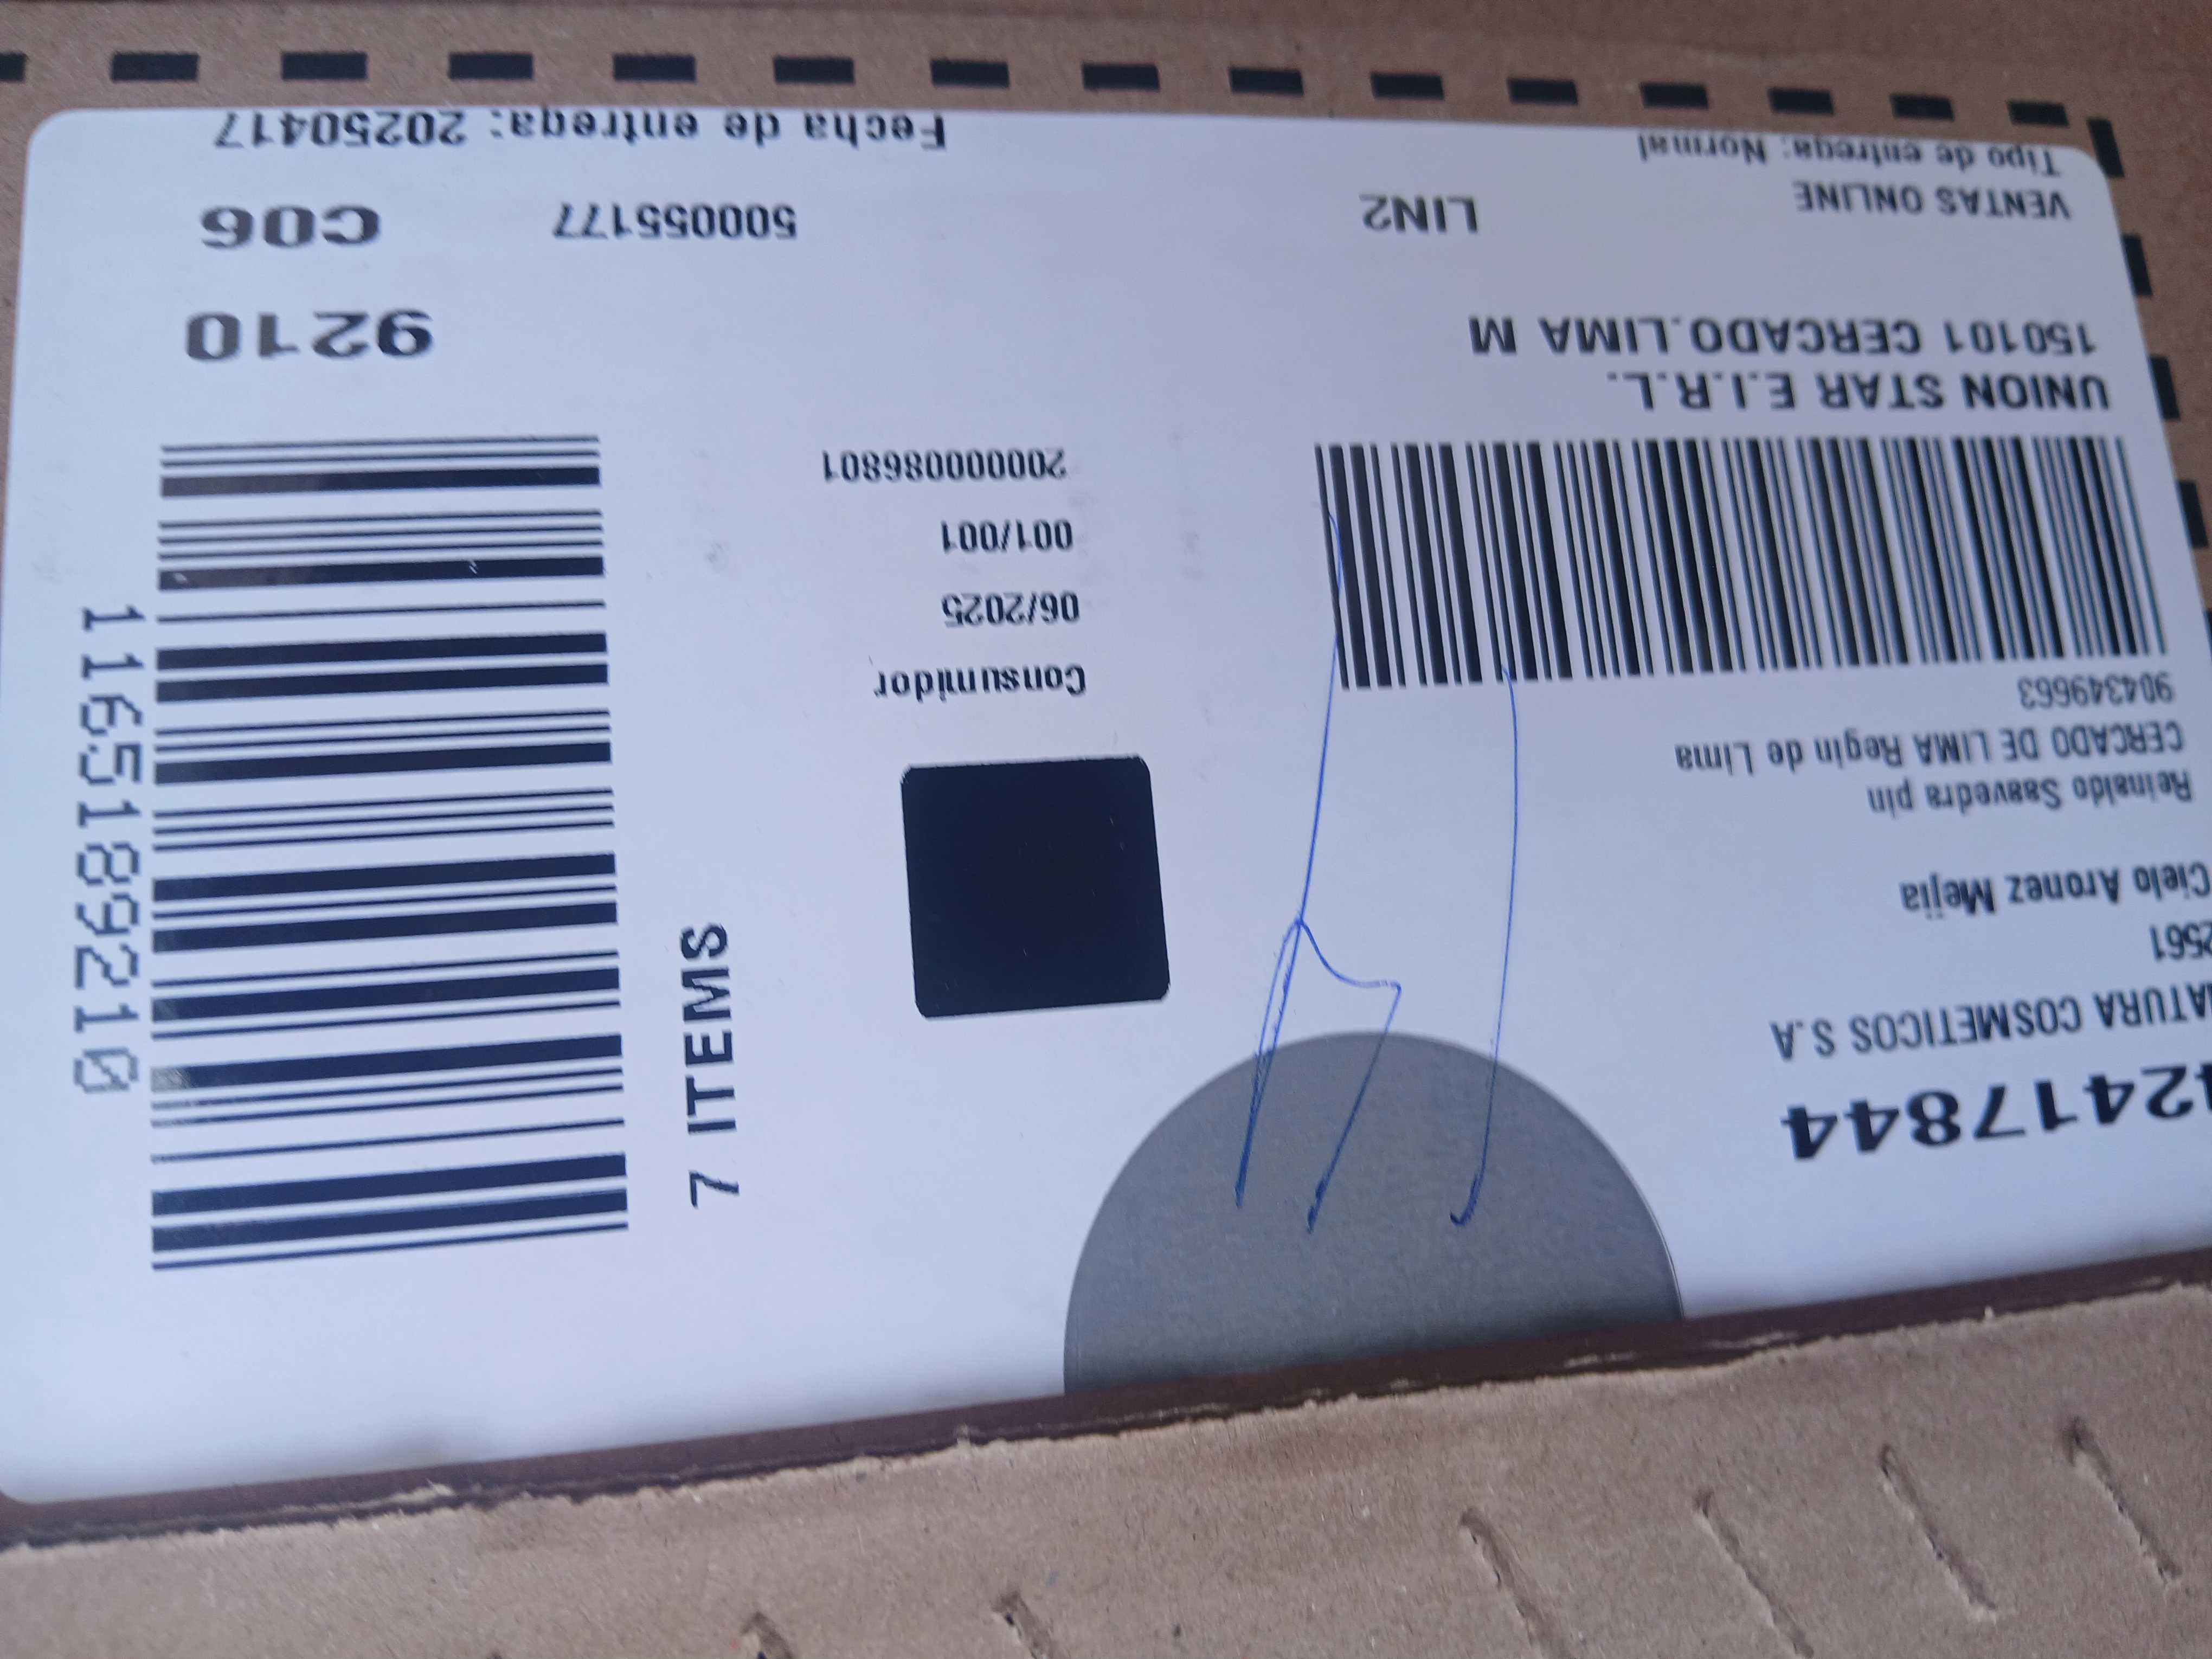 2417844
ATURA COSMETICOS S.A
2561
Cielo Aronez Mejia
Reinaldo Saavedra pin
CERCADO DE LIMA Regin de Lima
904349663
Consumidor
06/2025
001/001
20000086801
UNION STAR E.I.R.L.
150101 CERCADO.LIMA M
9210
VENTAS ONLINE
LIN2
500055177
C06
Tipo de entrega: Normal
Fecha de entrega: 20250417
7 ITEMS
1165189210